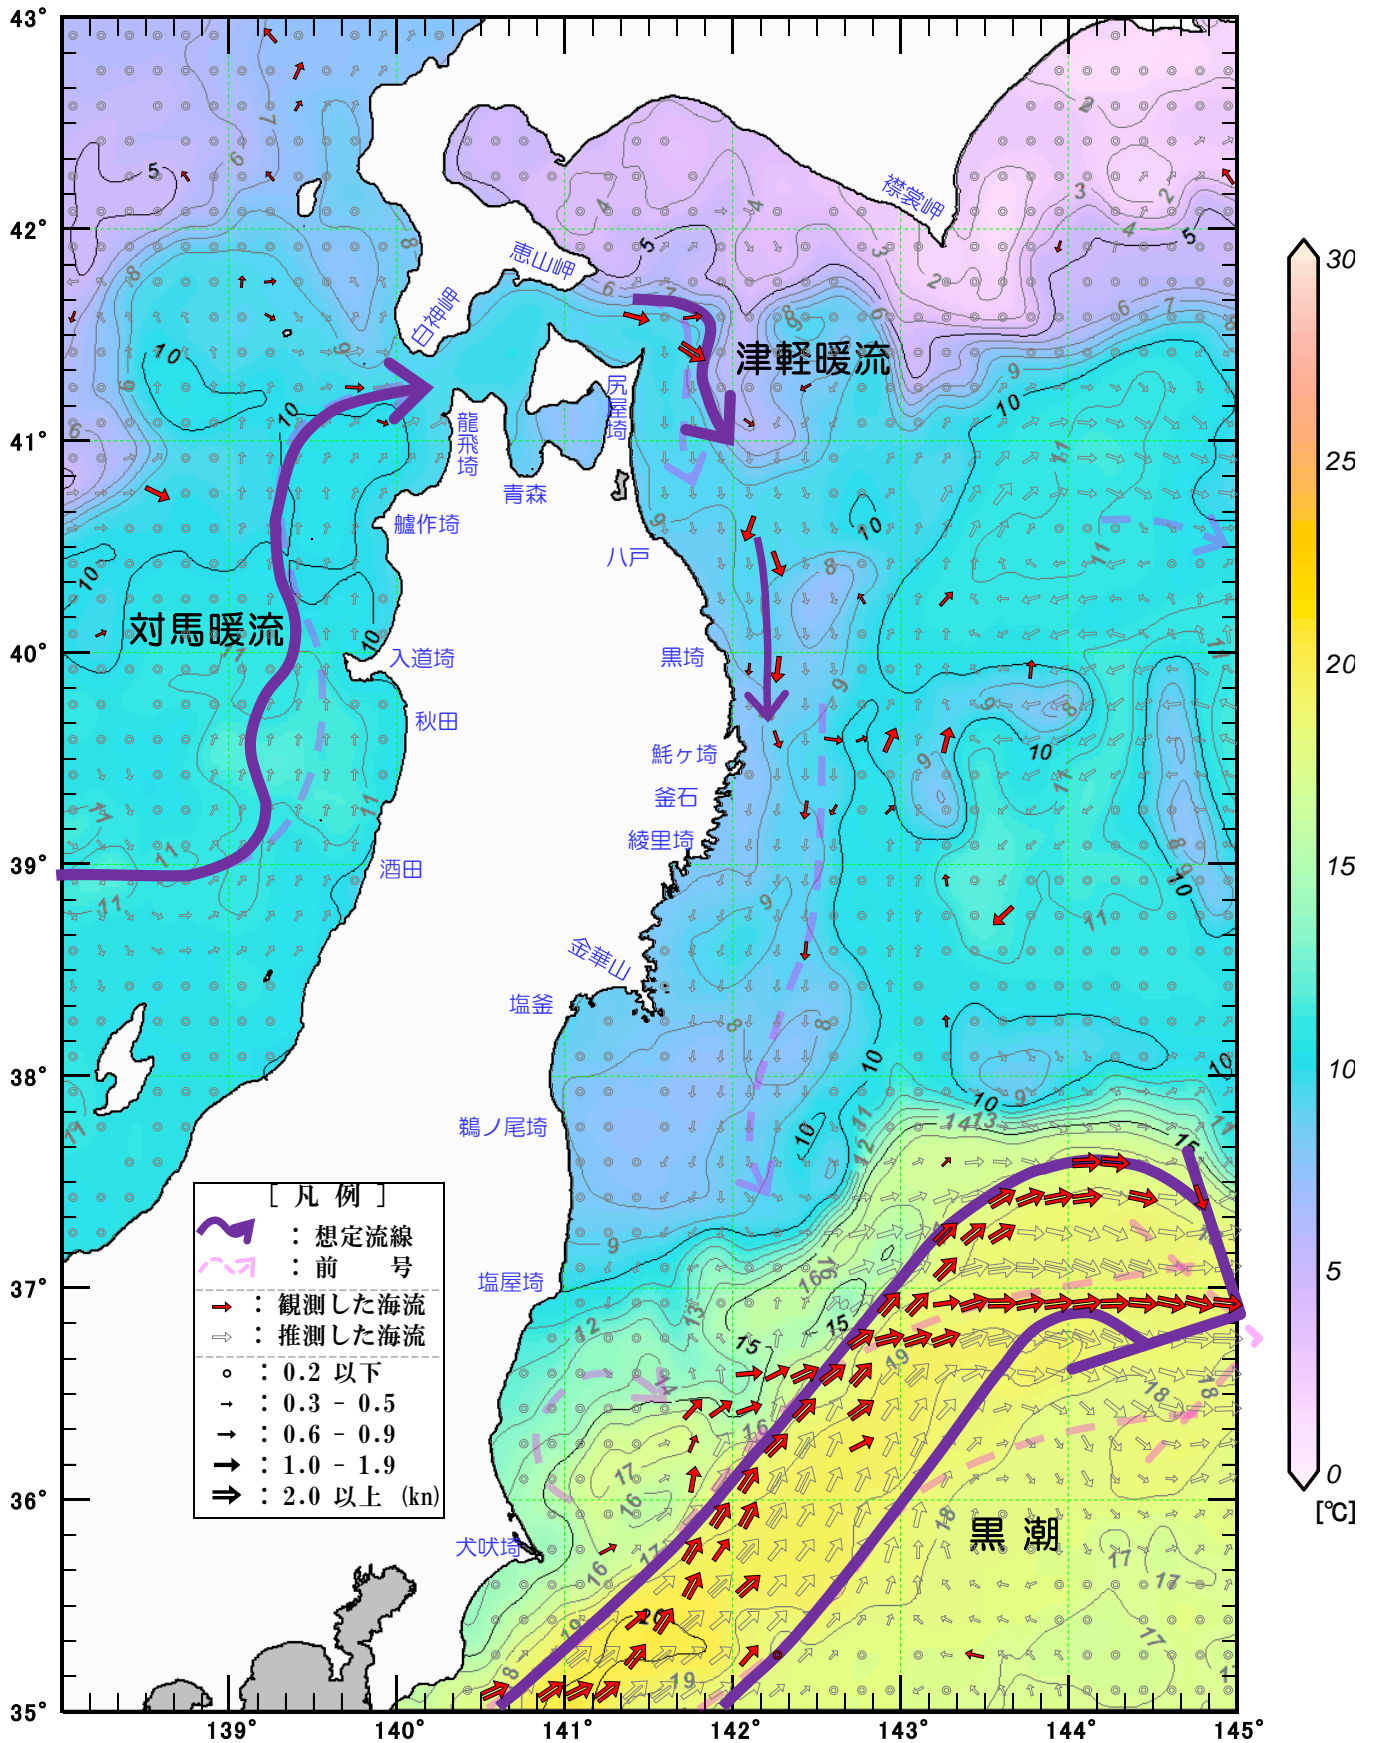 43°
42°
41°
40°
39°
38°
37°
36°
35°
139°
140°
141°
142°
143°
144°
145°
襟裳岬
恵山岬
白神岬
津軽暖流
尻屋埼
龍飛埼
青森
艫作埼
八戸
対馬暖流
入道埼
黒埼
秋田
魹ヶ埼
釜石
綾里埼
酒田
金華山
塩釜
鵜ノ尾埼
塩屋埼
犬吠埼
黒潮
[ 凡 例 ]
: 想定流線
: 前 号
: 観測した海流
: 推測した海流
: 0.2 以下
: 0.3 - 0.5
: 0.6 - 0.9
: 1.0 - 1.9
: 2.0 以上 (kn)
30
25
20
15
10
5
0
[℃]